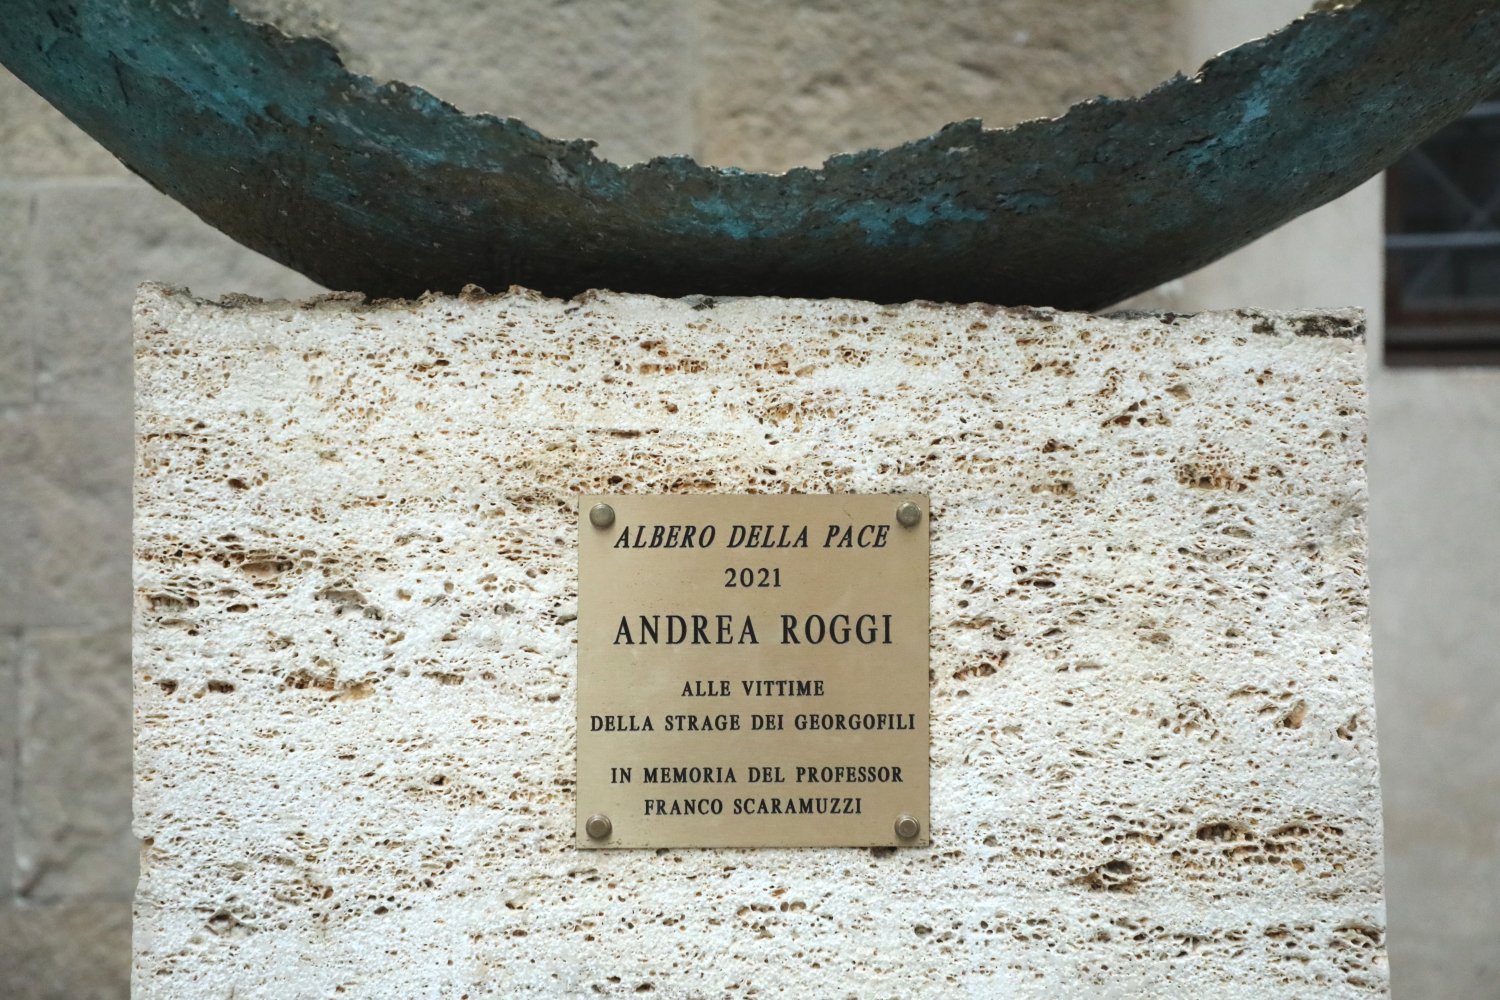 ALBERO DELLA PACE
2021
ANDREA ROGGI
ALLE VITTIME
DELLA STRAGE DEI GEORGOFILI
IN MEMORIA DEL PROFESSOR
FRANCO SCARAMUZZI